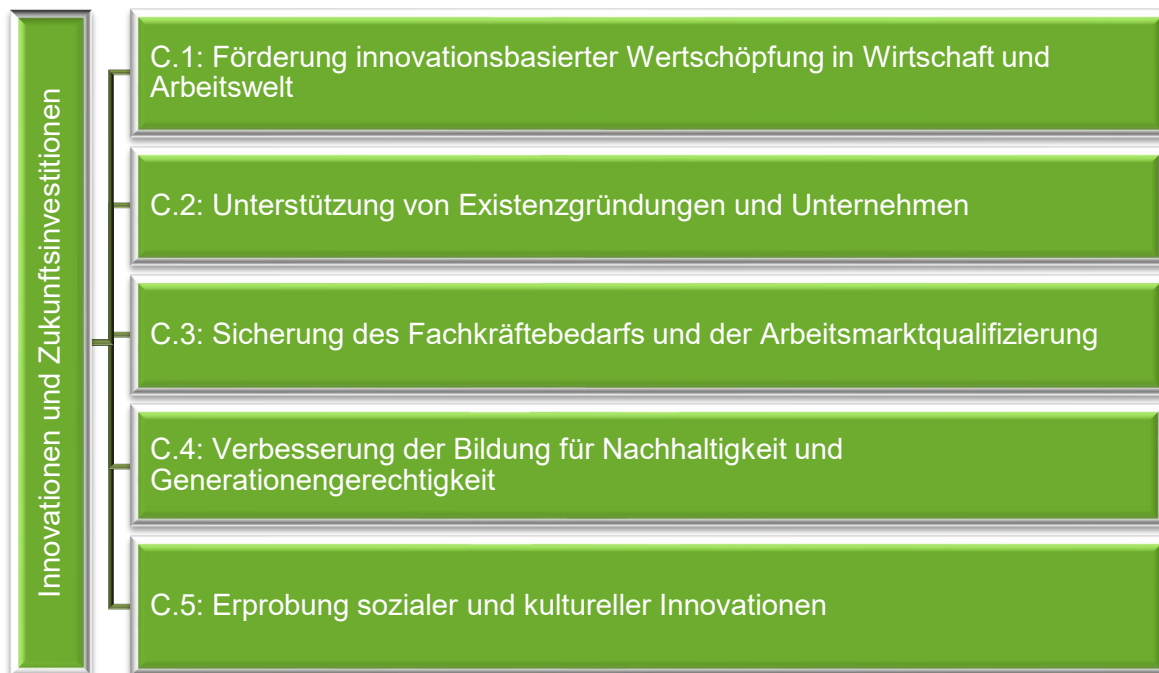 Innovationen und Zukunftsinvestitionen
C.1: Förderung innovationsbasierter Wertschöpfung in Wirtschaft und
Arbeitswelt
C.2: Unterstützung von Existenzgründungen und Unternehmen
C.3: Sicherung des Fachkräftebedarfs und der Arbeitsmarktqualifizierung
C.4: Verbesserung der Bildung für Nachhaltigkeit und
Generationengerechtigkeit
C.5: Erprobung sozialer und kultureller Innovationen